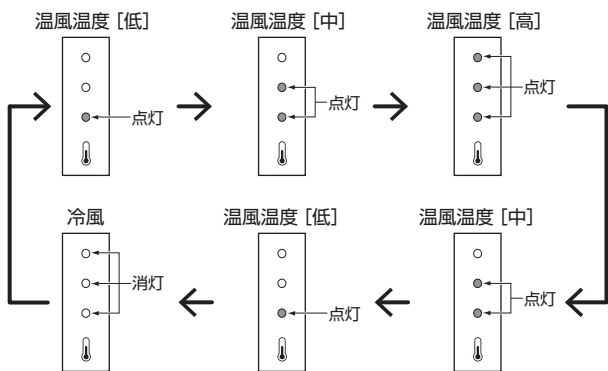 温風温度 [低]
温風温度 [中]
温風温度 [高]
点灯
点灯
点灯
冷風
温風温度 [低]
温風温度 [中]
消灯
点灯
点灯